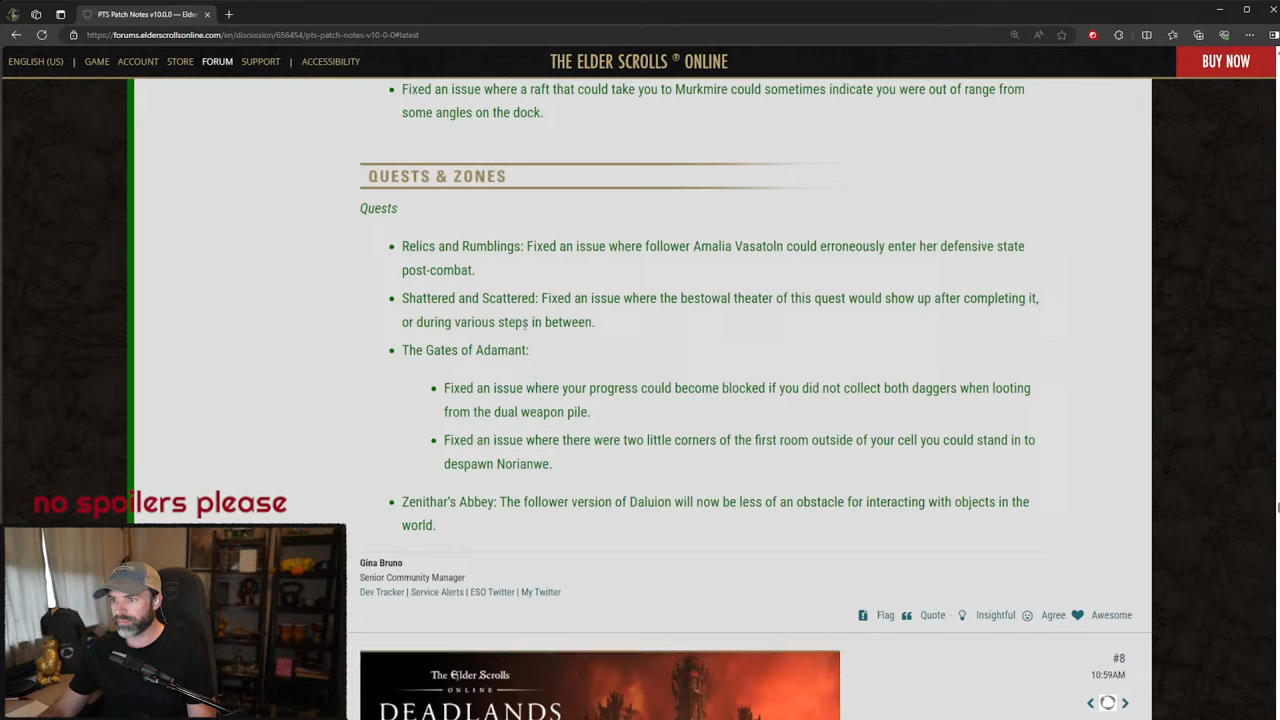 PTS Patch Notes v10.0.0 — Elder
https://forums.elderscrollsonline.com/en/discussion/656454/pts-patch-notes-v10-0-0#latest
ENGLISH (US) | GAME ACCOUNT STORE FORUM SUPPORT | ACCESSIBILITY
THE ELDER SCROLLS ® ONLINE
BUY NOW
• Fixed an issue where a raft that could take you to Murkmire could sometimes indicate you were out of range from
some angles on the dock.
QUESTS & ZONES
Quests
• Relics and Rumblings: Fixed an issue where follower Amalia Vasatoln could erroneously enter her defensive state
post-combat.
• Shattered and Scattered: Fixed an issue where the bestowal theater of this quest would show up after completing it,
or during various steps in between.
• The Gates of Adamant:
• Fixed an issue where your progress could become blocked if you did not collect both daggers when looting
from the dual weapon pile.
• Fixed an issue where there were two little corners of the first room outside of your cell you could stand in to
despawn Norianwe.
• Zenithar's Abbey: The follower version of Daluion will now be less of an obstacle for interacting with objects in the
world.
no spoilers please
Gina Bruno
Senior Community Manager
Dev Tracker | Service Alerts | ESO Twitter | My Twitter
Flag Quote · Insightful Agree Awesome
#8
10:59AM
The Elder Scrolls
ONLINE
DEADLANDS